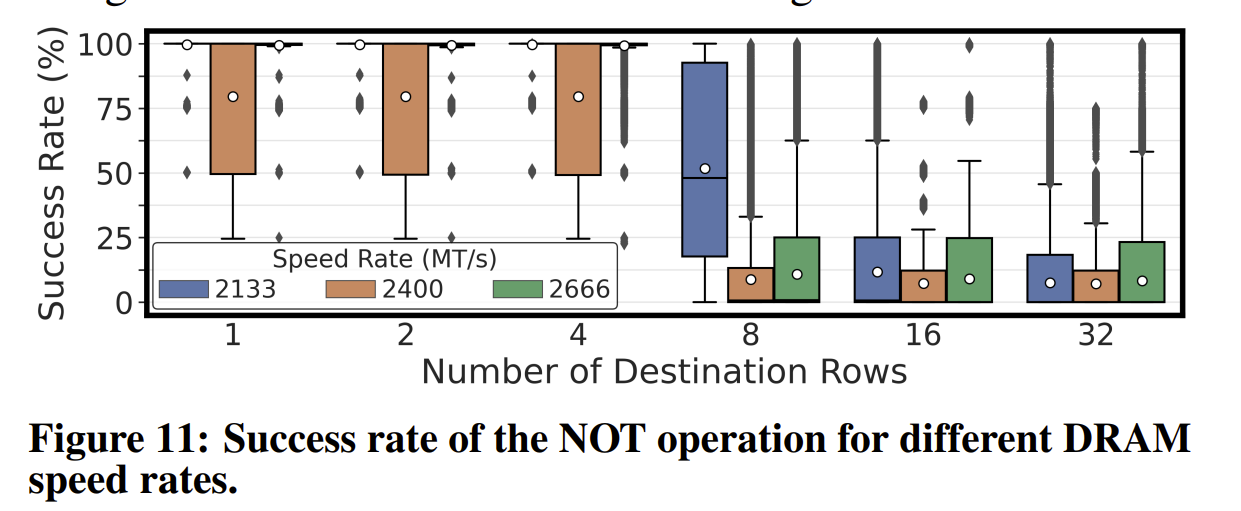 Success Rate (%)
100
75
50
25
0
Speed Rate (MT/s)
2133 2400 2666
1 2 4 8 16 32
Number of Destination Rows
Figure 11: Success rate of the NOT operation for different DRAM
speed rates.